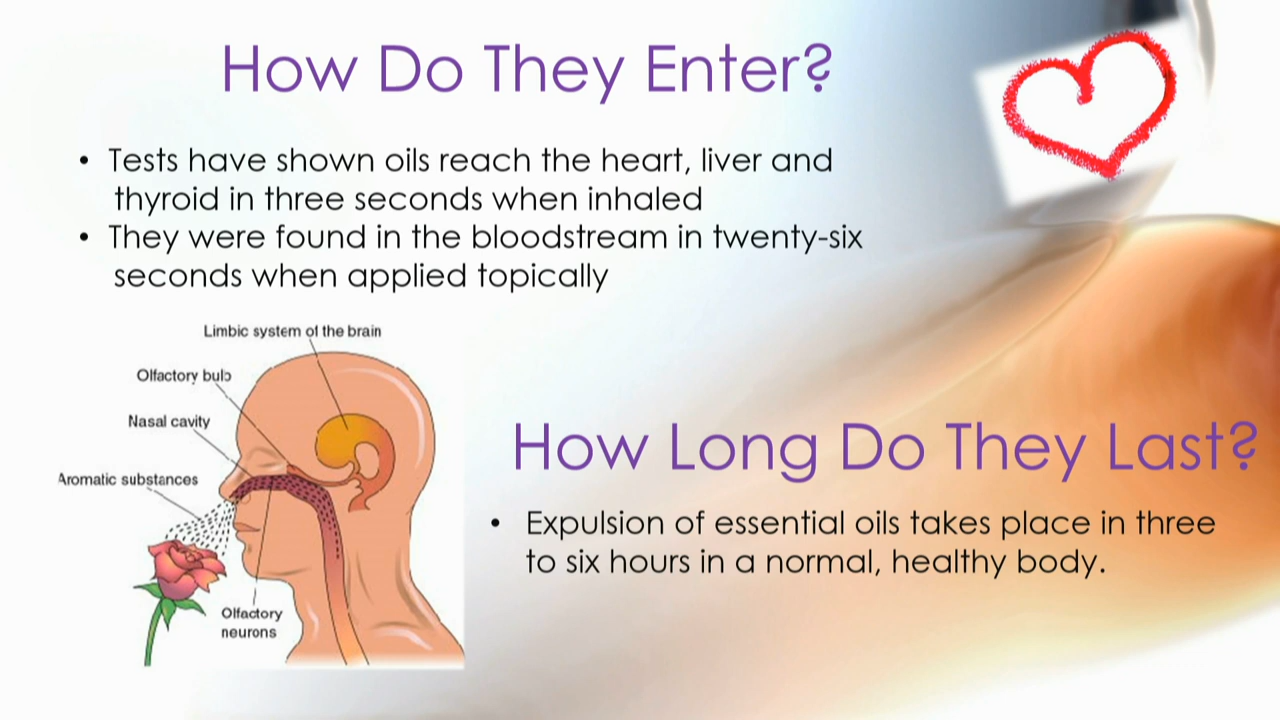 How Do They Enter?
• Tests have shown oils reach the heart, liver and
thyroid in three seconds when inhaled
• They were found in the bloodstream in twenty-six
seconds when applied topically
Limbic system of the brain
Olfactory bulb
Nasal cavity
Aromatic substances
Olfactory
neurons
How Long Do They Last?
• Expulsion of essential oils takes place in three
to six hours in a normal, healthy body.